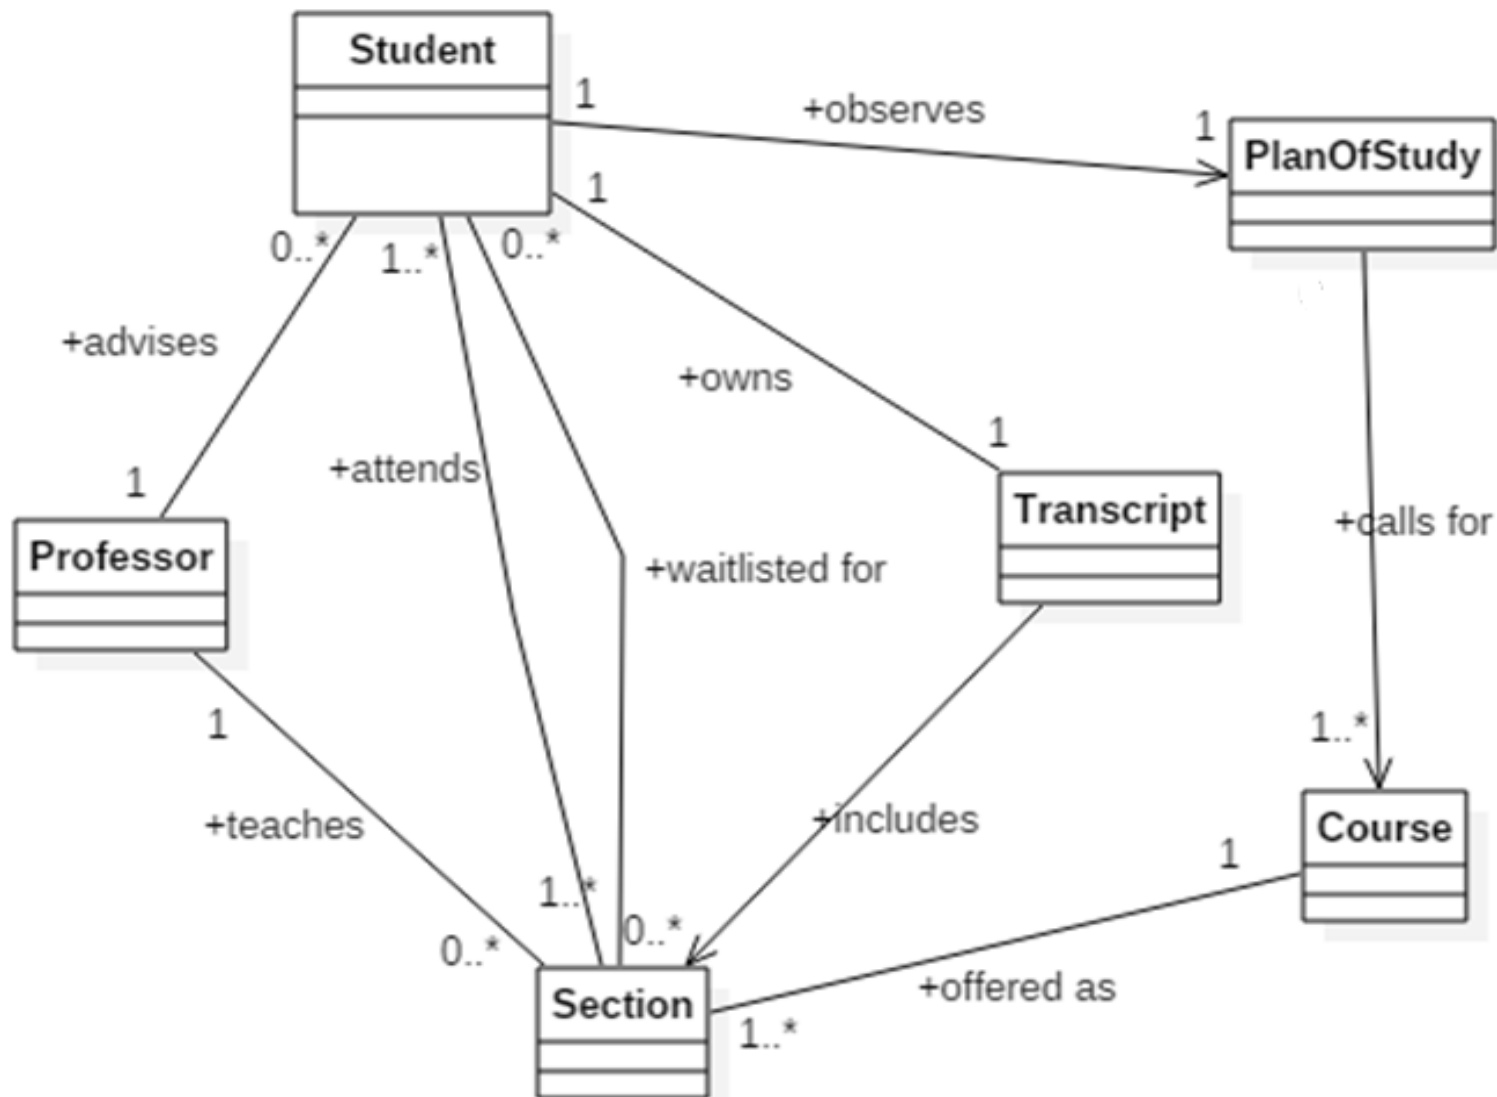 Student
1
+observes
1
PlanOfStudy
1
0..*
1..*
0..*
+advises
+owns
1
+attends
1
Transcript
+calls for
Professor
+waitlisted for
1
1..*
+teaches
+includes
Course
1
1..*
0..*
0..*
+offered as
Section
1..*